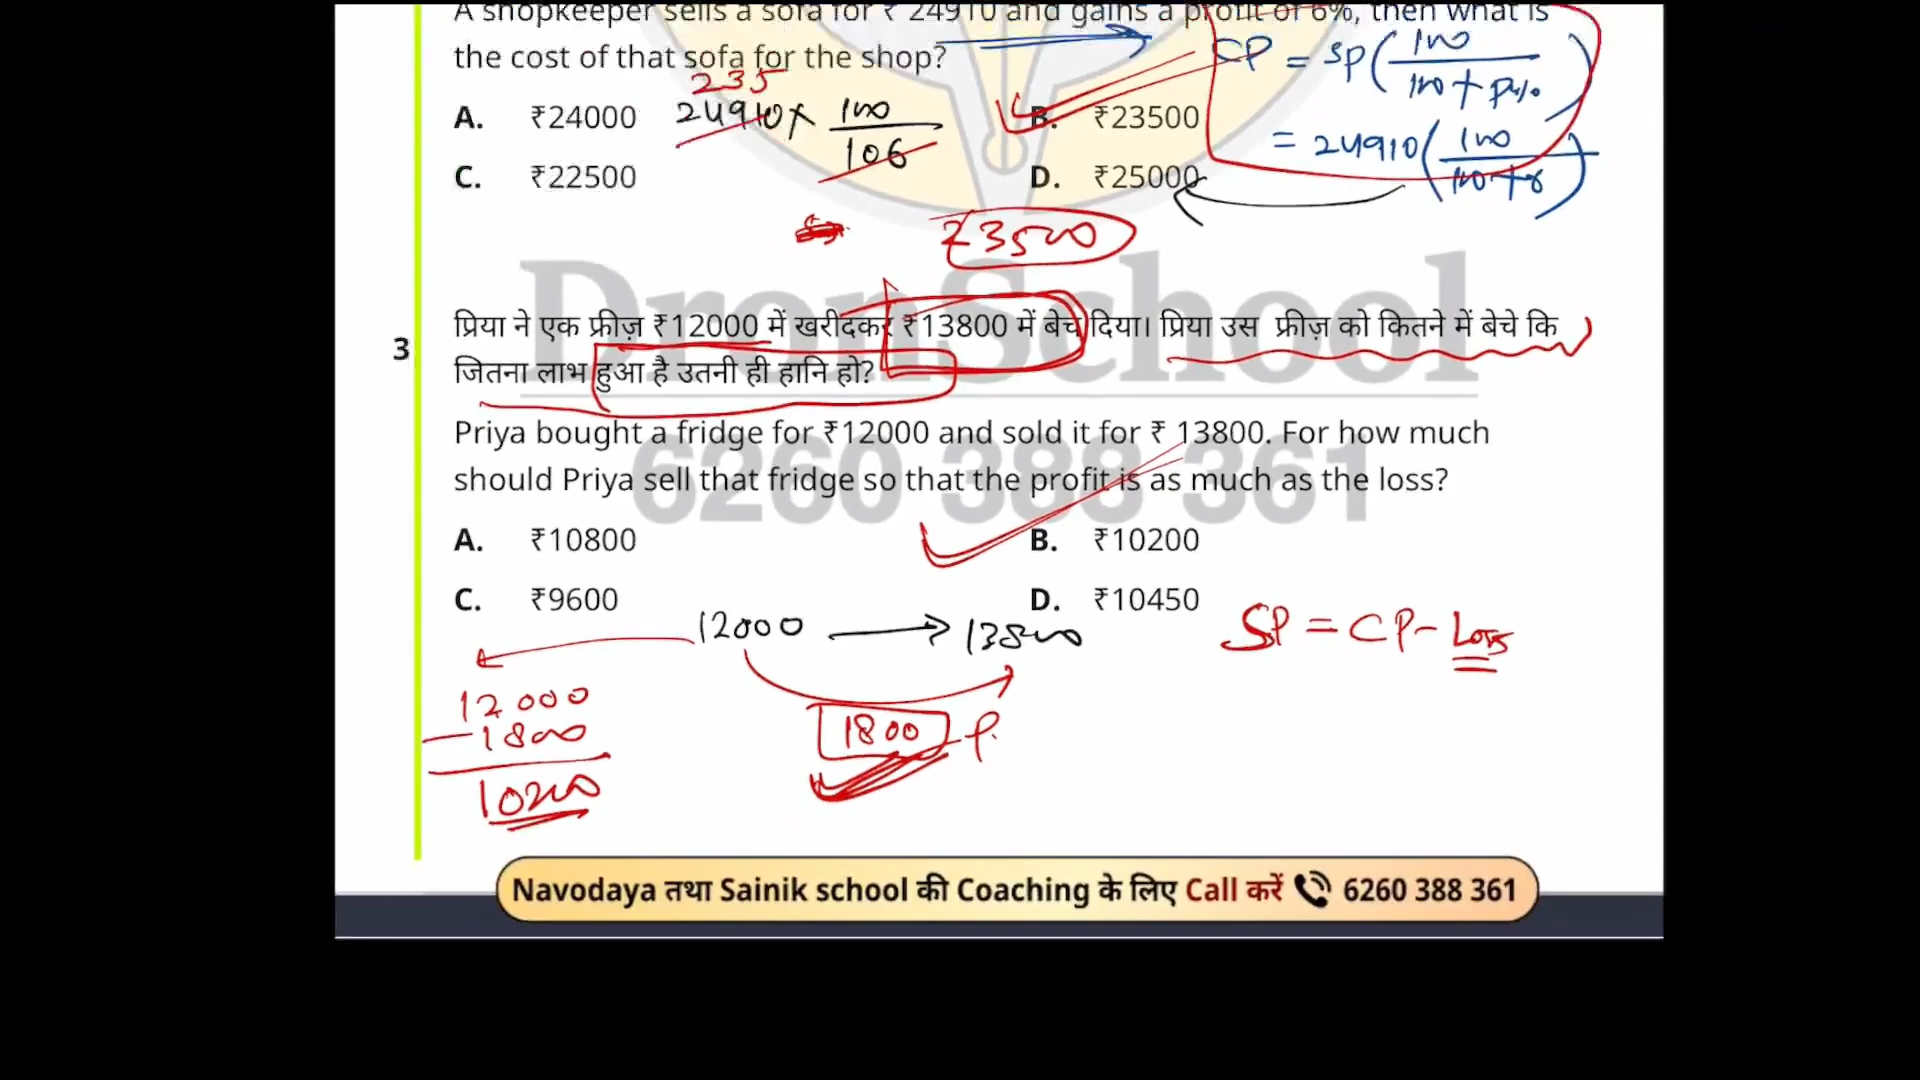 A shopkeeper sells a sofa for ₹ 24910 and gains a profit of 6%, then what is
the cost of that sofa for the shop?
CP = SP(100/100+P%)
235
A. ₹24000
24910 × 100/106
B. ₹23500
= 24910(100/100+6)
C. ₹22500
D. ₹25000
23500
DronSchool
3
प्रिया ने एक फ्रीज़ ₹12000 में खरीदकर ₹13800 में बेच दिया। प्रिया उस फ्रीज़ को कितने में बेचे कि
जितना लाभ हुआ है उतनी ही हानि हो?
Priya bought a fridge for ₹12000 and sold it for ₹ 13800. For how much
should Priya sell that fridge so that the profit is as much as the loss?
6260 388 361
A. ₹10800
B. ₹10200
C. ₹9600
D. ₹10450
12000 → 13800
SP = CP - Loss
12000
- 1800
10200
1800 P.
Navodaya तथा Sainik school की Coaching के लिए Call करें 6260 388 361